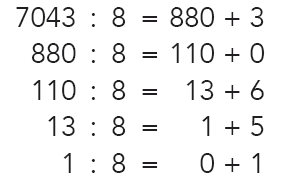 7043 : 8 = 880 + 3
880 : 8 = 110 + 0
110 : 8 = 13 + 6
13 : 8 = 1 + 5
1 : 8 = 0 + 1